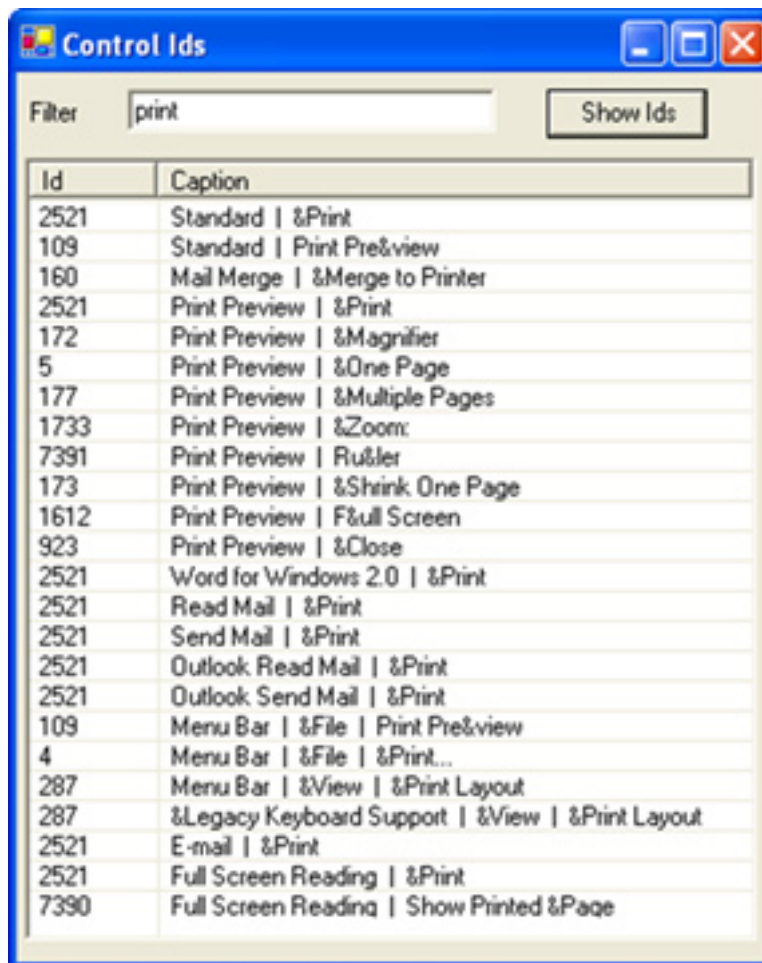 Control Ids
Filter print Show Ids
Id Caption
2521 Standard | &Print
109 Standard | Print Pre&view
160 Mail Merge | &Merge to Printer
2521 Print Preview | &Print
172 Print Preview | &Magnifier
5 Print Preview | &One Page
177 Print Preview | &Multiple Pages
1733 Print Preview | &Zoom:
7391 Print Preview | Ru&ler
173 Print Preview | &Shrink One Page
1612 Print Preview | F&ull Screen
923 Print Preview | &Close
2521 Word for Windows 2.0 | &Print
2521 Read Mail | &Print
2521 Send Mail | &Print
2521 Outlook Read Mail | &Print
2521 Outlook Send Mail | &Print
109 Menu Bar | &File | Print Pre&view
4 Menu Bar | &File | &Print...
287 Menu Bar | &View | &Print Layout
287 &Legacy Keyboard Support | &View | &Print Layout
2521 E-mail | &Print
2521 Full Screen Reading | &Print
7390 Full Screen Reading | Show Printed &Page